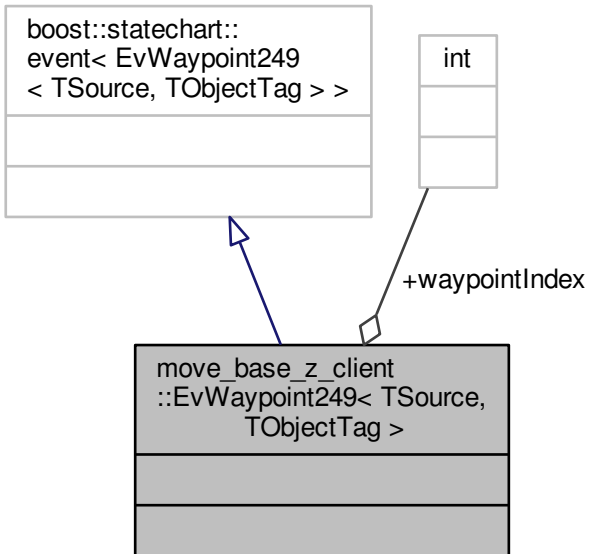 boost::statechart::
event< EvWaypoint249
< TSource, TObjectTag > >
int
+waypointIndex
move_base_z_client
::EvWaypoint249< TSource,
TObjectTag >